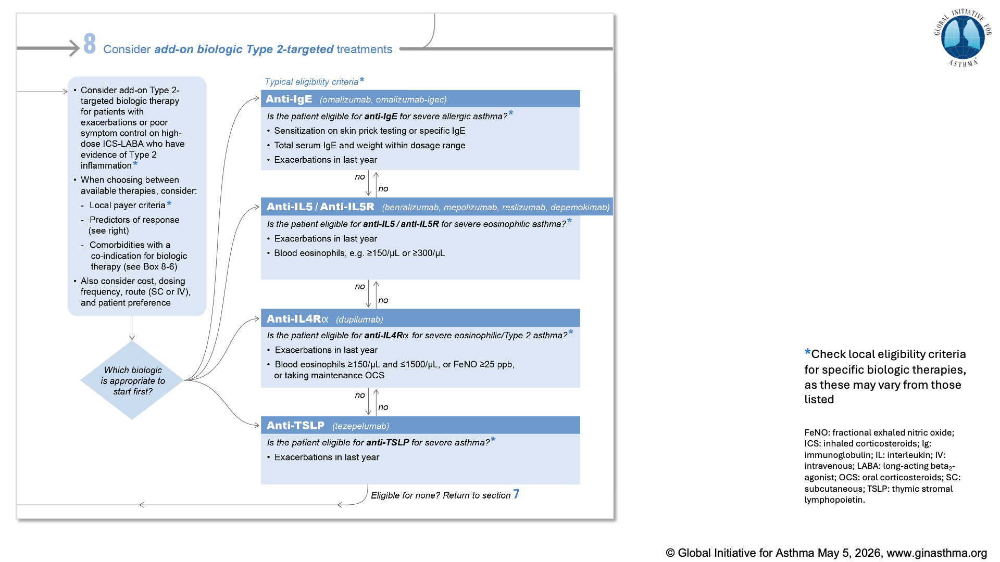 8 Consider add-on biologic Type 2-targeted treatments
• Consider add-on Type 2-
targeted biologic therapy
for patients with
exacerbations or poor
symptom control on high-
dose ICS-LABA who have
evidence of Type 2
inflammation*
• When choosing between
available therapies, consider:
- Local payer criteria*
- Predictors of response
(see right)
- Comorbidities with a
co-indication for biologic
therapy (see Box 8-6)
• Also consider cost, dosing
frequency, route (SC or IV),
and patient preference
Which biologic
is appropriate to
start first?
Typical eligibility criteria*
Anti-IgE (omalizumab, omalizumab-igec)
Is the patient eligible for anti-IgE for severe allergic asthma?*
• Sensitization on skin prick testing or specific IgE
• Total serum IgE and weight within dosage range
• Exacerbations in last year
no
no
Anti-IL5 / Anti-IL5R (benralizumab, mepolizumab, reslizumab, depemokimab)
Is the patient eligible for anti-IL5 / anti-IL5R for severe eosinophilic asthma?*
• Exacerbations in last year
• Blood eosinophils, e.g. ≥150/μL or ≥300/μL
no
no
Anti-IL4Rα (dupilumab)
Is the patient eligible for anti-IL4Rα for severe eosinophilic/Type 2 asthma?*
• Exacerbations in last year
• Blood eosinophils ≥150/μL and ≤1500/μL, or FeNO ≥25 ppb,
or taking maintenance OCS
no
no
Anti-TSLP (tezepelumab)
Is the patient eligible for anti-TSLP for severe asthma?*
• Exacerbations in last year
Eligible for none? Return to section 7
GLOBAL INITIATIVE FOR
ASTHMA
*Check local eligibility criteria
for specific biologic therapies,
as these may vary from those
listed
FeNO: fractional exhaled nitric oxide;
ICS: inhaled corticosteroids; Ig:
immunoglobulin; IL: interleukin; IV:
intravenous; LABA: long-acting beta₂-
agonist; OCS: oral corticosteroids; SC:
subcutaneous; TSLP: thymic stromal
lymphopoietin.
© Global Initiative for Asthma May 5, 2026, www.ginasthma.org